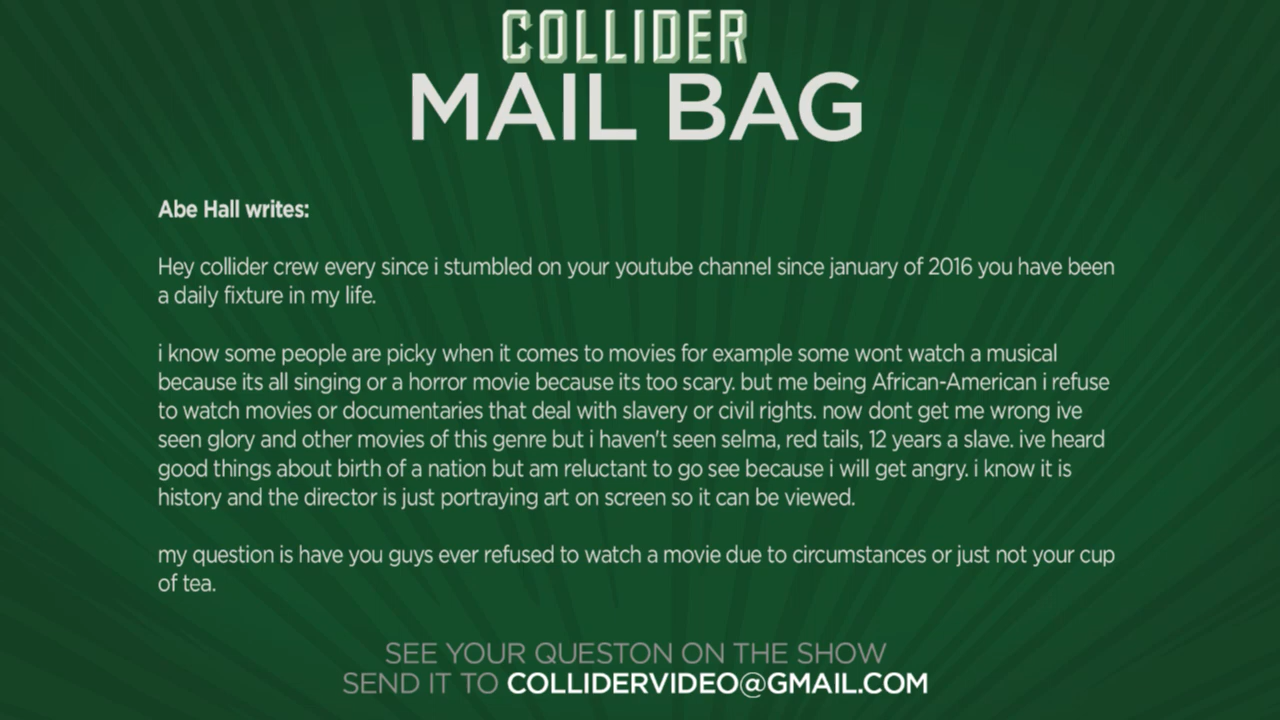 COLLIDER
MAIL BAG
Abe Hall writes:
Hey collider crew every since i stumbled on your youtube channel since january of 2016 you have been
a daily fixture in my life.
i know some people are picky when it comes to movies for example some wont watch a musical
because its all singing or a horror movie because its too scary. but me being African-American i refuse
to watch movies or documentaries that deal with slavery or civil rights. now dont get me wrong ive
seen glory and other movies of this genre but i haven't seen selma, red tails, 12 years a slave. ive heard
good things about birth of a nation but am reluctant to go see because i will get angry. i know it is
history and the director is just portraying art on screen so it can be viewed.
my question is have you guys ever refused to watch a movie due to circumstances or just not your cup
of tea.
SEE YOUR QUESTON ON THE SHOW
SEND IT TO COLLIDERVIDEO@GMAIL.COM